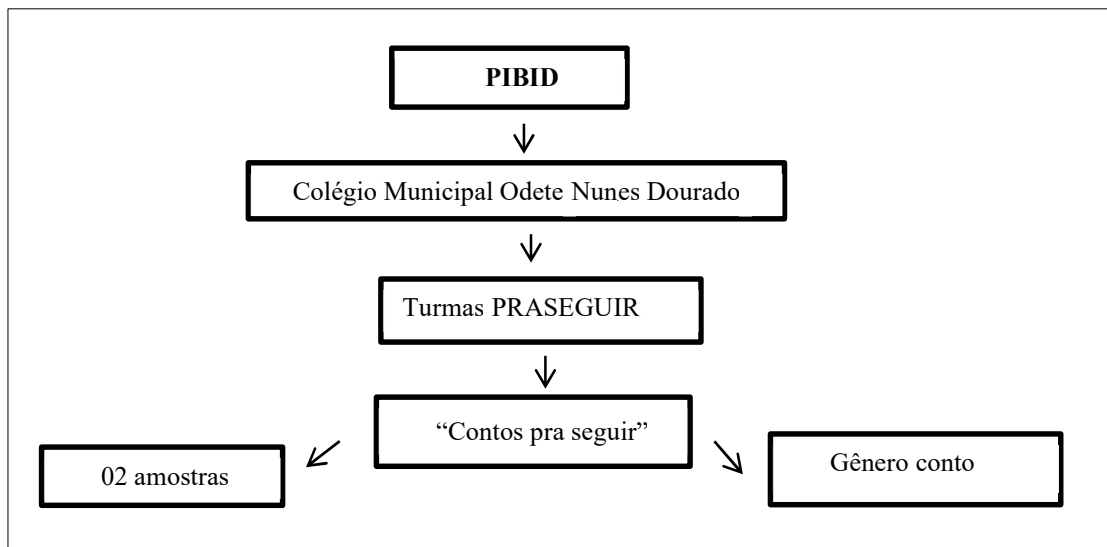 PIBID
Colégio Municipal Odete Nunes Dourado
Turmas PRASEGUIR
“Contos pra seguir”
02 amostras
Gênero conto